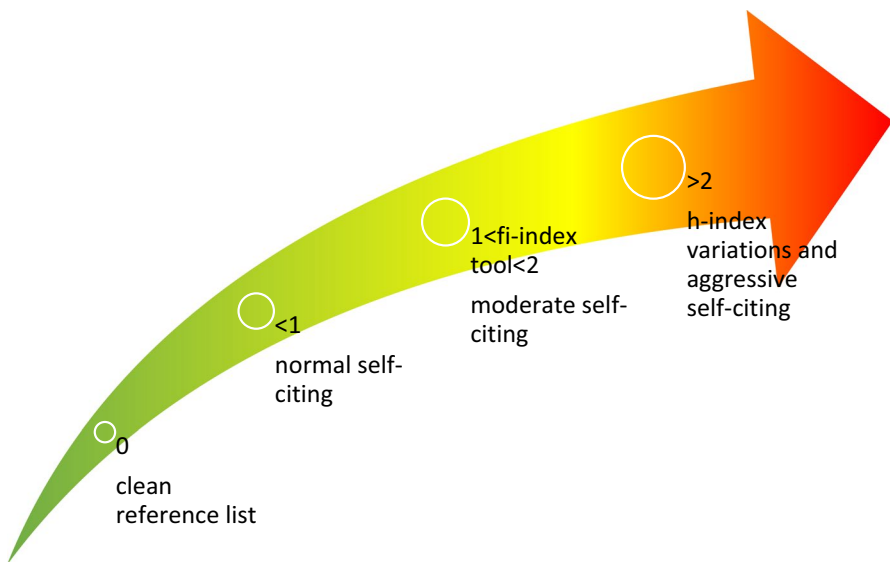 0
clean
reference list
<1
normal self-
citing
1<fi-index
tool<2
moderate self-
citing
>2
h-index
variations and
aggressive
self-citing